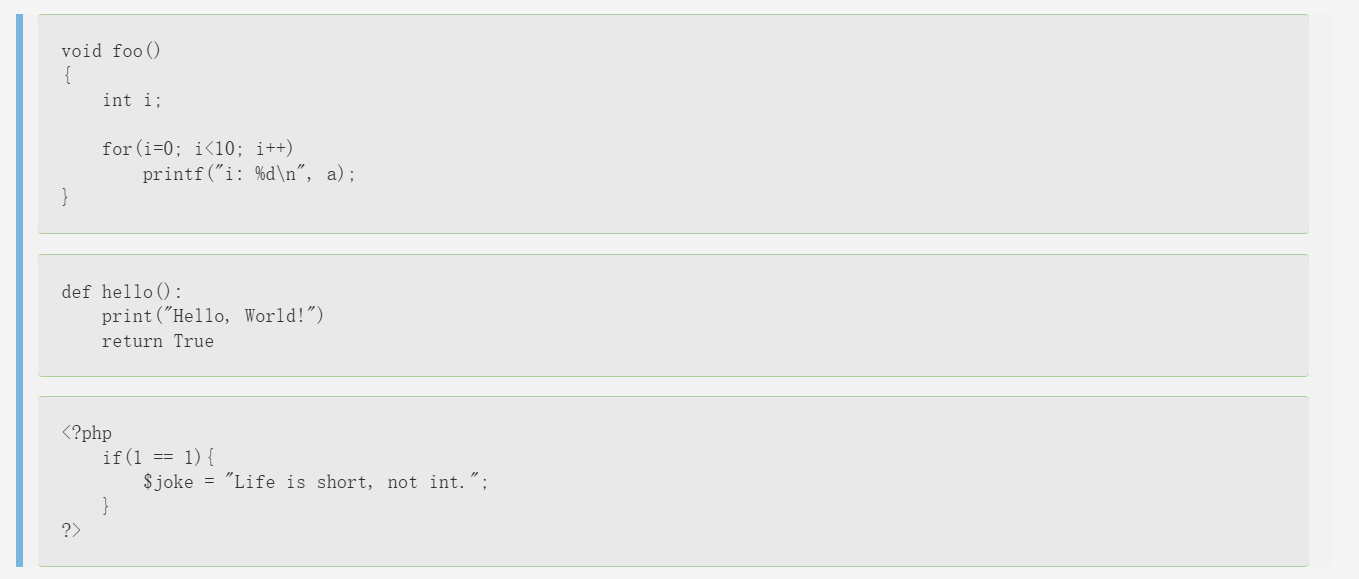 void foo()
{
    int i;

    for(i=0; i<10; i++)
        printf("i: %d\n", a);
}
def hello():
    print("Hello, World!")
    return True
<?php
    if(1 == 1){
        $joke = "Life is short, not int.";
    }
?>